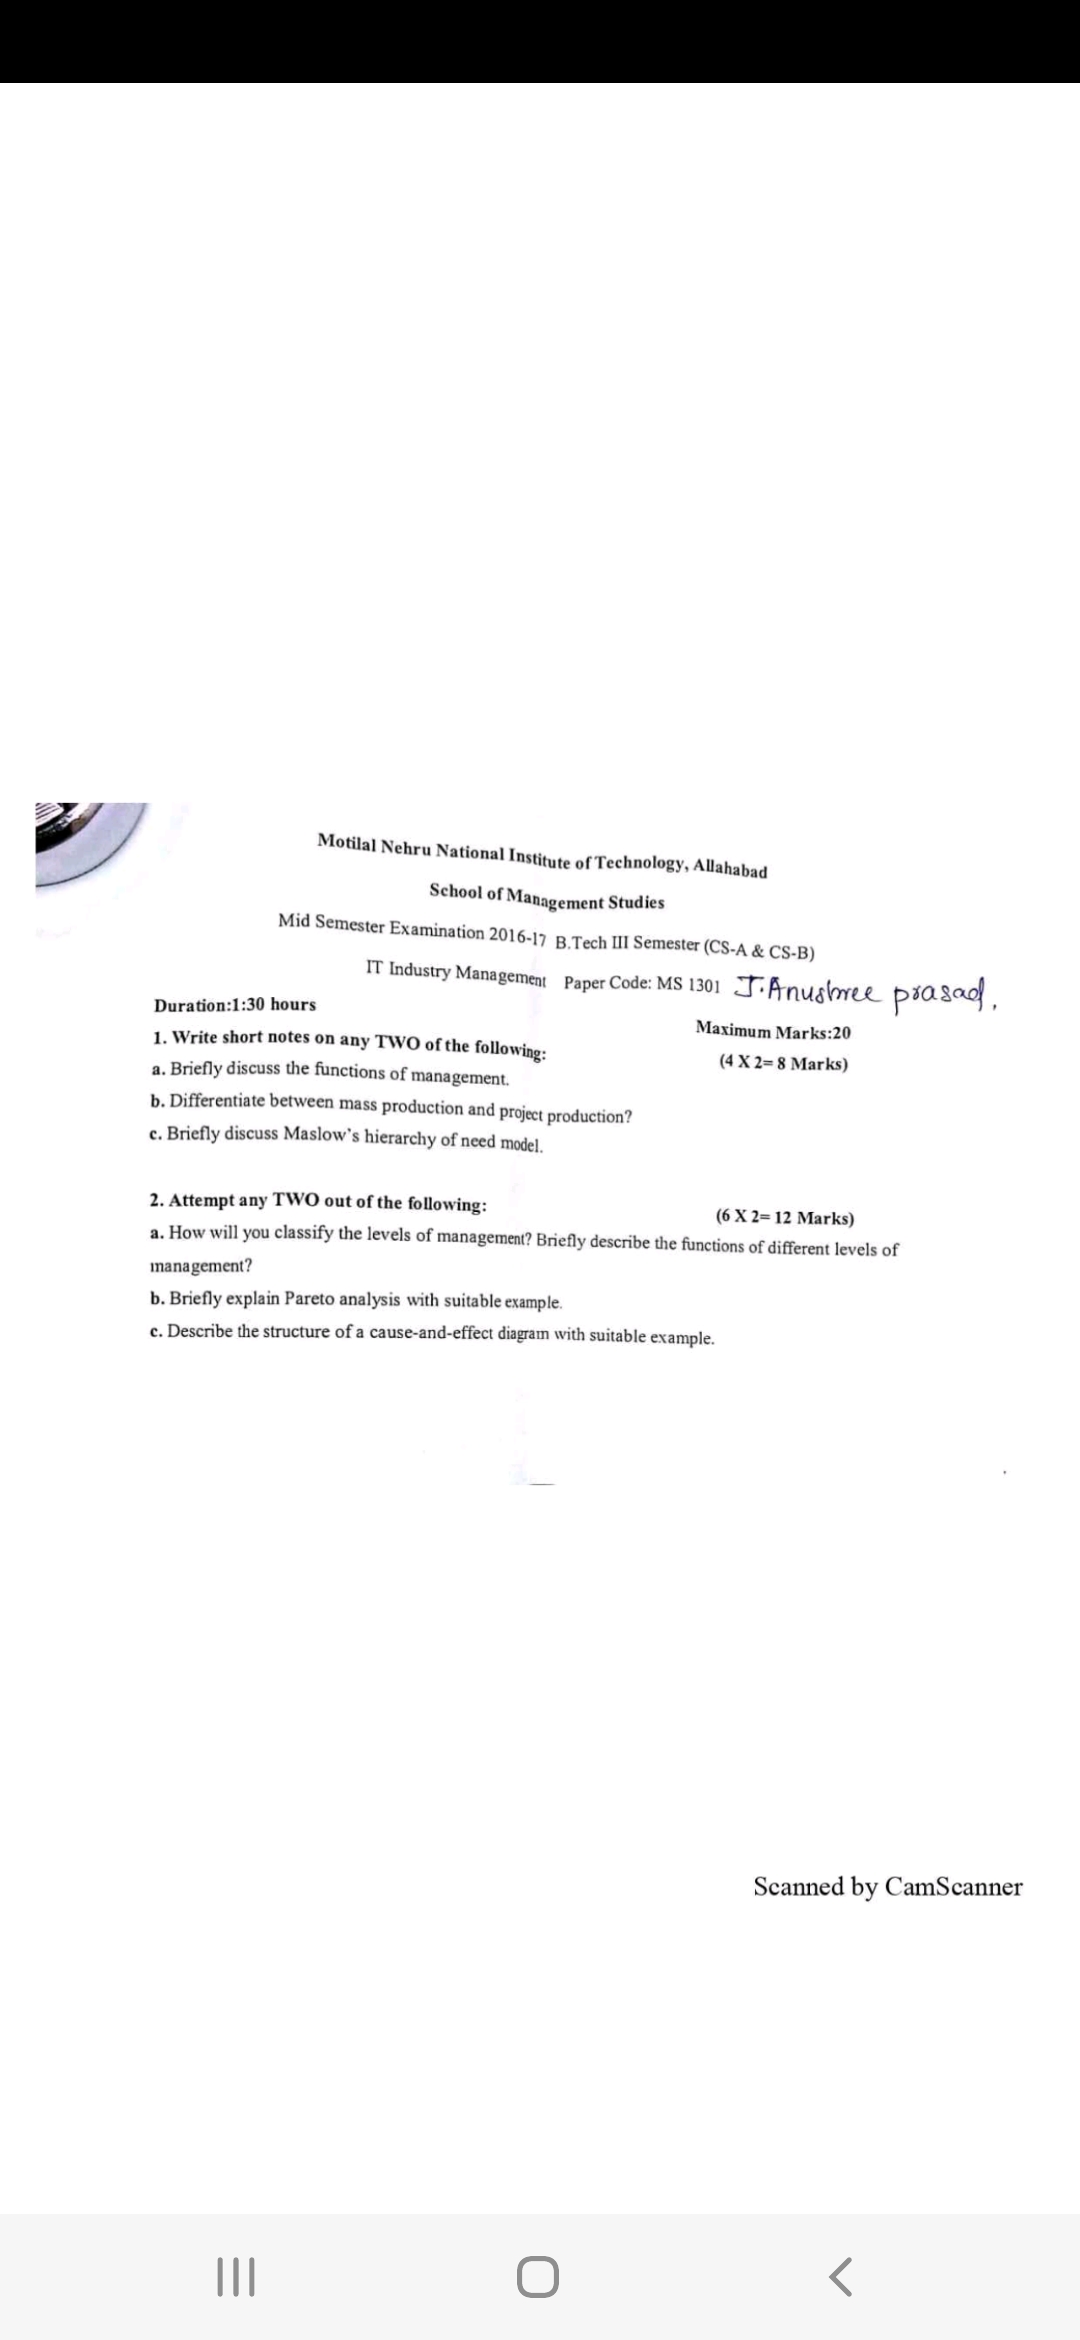 Motilal Nehru National Institute of Technology, Allahabad
School of Management Studies
Mid Semester Examination 2016-17 B.Tech III Semester (CS-A & CS-B)
IT Industry Management Paper Code: MS 1301 J. Anushree prasad.
Duration:1:30 hours
Maximum Marks:20
1. Write short notes on any TWO of the following:
(4 X 2= 8 Marks)
a. Briefly discuss the functions of management.
b. Differentiate between mass production and project production?
c. Briefly discuss Maslow's hierarchy of need model.
2. Attempt any TWO out of the following:
(6 X 2= 12 Marks)
a. How will you classify the levels of management? Briefly describe the functions of different levels of
management?
b. Briefly explain Pareto analysis with suitable example.
c. Describe the structure of a cause-and-effect diagram with suitable example.
Scanned by CamScanner